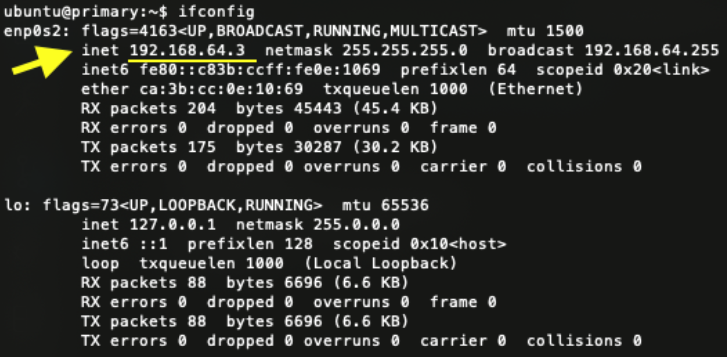 ubuntu@primary:~$ ifconfig
enp0s2: flags=4163<UP,BROADCAST,RUNNING,MULTICAST>  mtu 1500
        inet 192.168.64.3  netmask 255.255.255.0  broadcast 192.168.64.255
        inet6 fe80::c83b:ccff:fe0e:1069  prefixlen 64  scopeid 0x20<link>
        ether ca:3b:cc:0e:10:69  txqueuelen 1000  (Ethernet)
        RX packets 204  bytes 45443 (45.4 KB)
        RX errors 0  dropped 0  overruns 0  frame 0
        TX packets 175  bytes 30287 (30.2 KB)
        TX errors 0  dropped 0 overruns 0  carrier 0  collisions 0

lo: flags=73<UP,LOOPBACK,RUNNING>  mtu 65536
        inet 127.0.0.1  netmask 255.0.0.0
        inet6 ::1  prefixlen 128  scopeid 0x10<host>
        loop  txqueuelen 1000  (Local Loopback)
        RX packets 88  bytes 6696 (6.6 KB)
        RX errors 0  dropped 0  overruns 0  frame 0
        TX packets 88  bytes 6696 (6.6 KB)
        TX errors 0  dropped 0 overruns 0  carrier 0  collisions 0